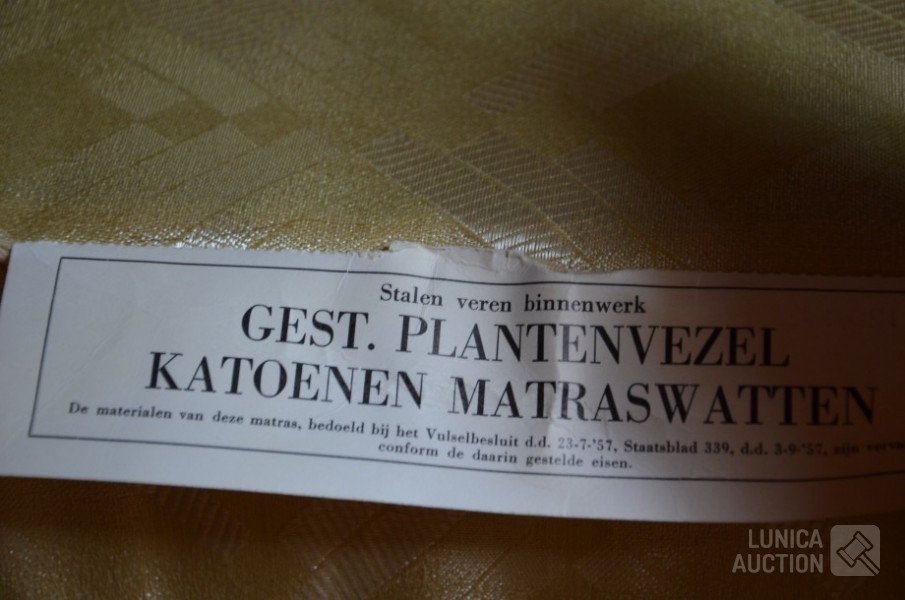 Stalen veren binnenwerk
GEST. PLANTENVEZEL
KATOENEN MATRASWATTEN
De materialen van deze matras, bedoeld bij het Vulselbesluit d.d. 23-7-'57, Staatsblad 339, d.d. 3-9-'57, zijn
conform de daarin gestelde eisen.
LUNICA
AUCTION